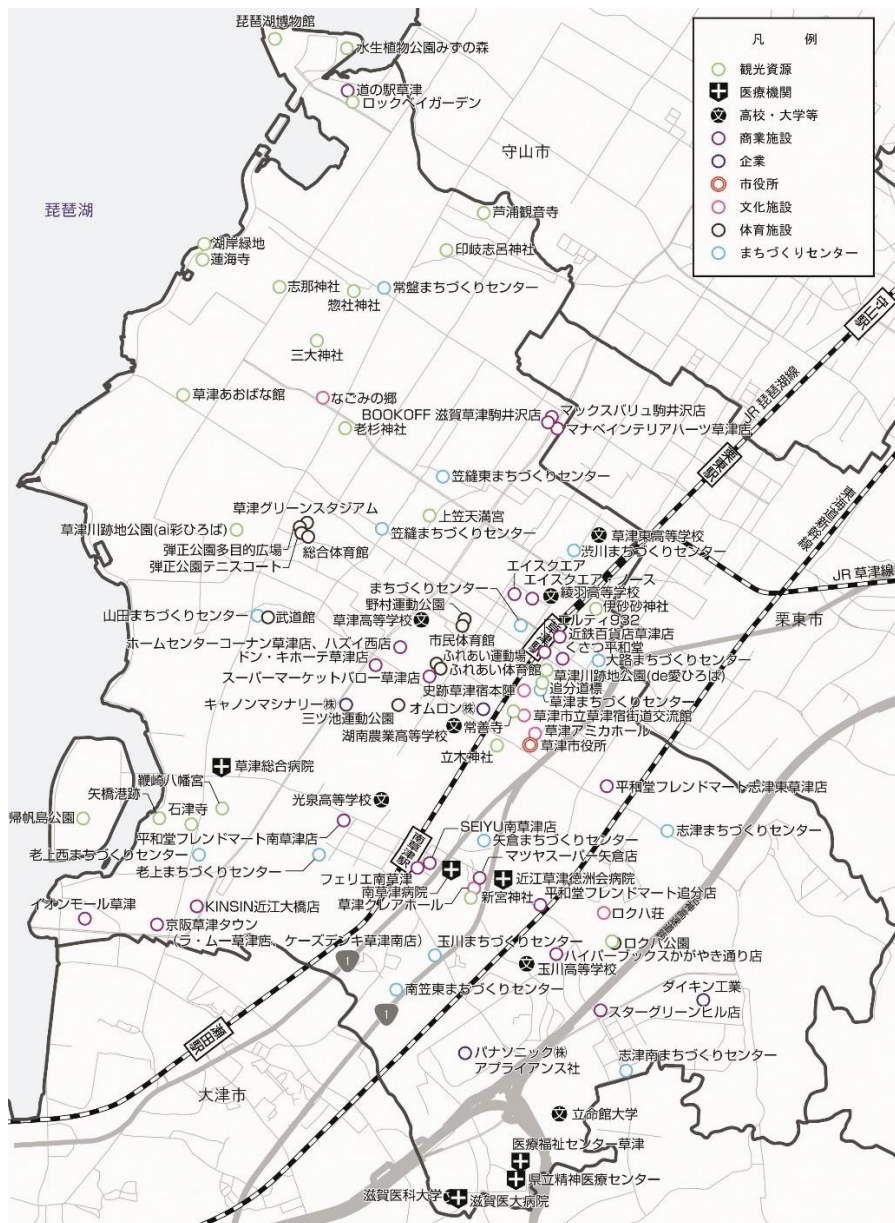 琵琶湖博物館
水生植物公園みずの森
道の駅草津
ロックベイガーデン
凡　例
観光資源
医療機関
高校・大学等
商業施設
企業
市役所
文化施設
体育施設
まちづくりセンター
守山市
琵琶湖
芦浦観音寺
印岐志呂神社
湖岸緑地
蓮海寺
志那神社
惣社神社
常盤まちづくりセンター
守山駅
三大神社
JR 琵琶湖線
草津あおばな館
なごみの郷
BOOKOFF 滋賀草津駒井沢店
マックスバリュ駒井沢店
マナベインテリアハーツ草津店
老杉神社
栗東駅
笠縫東まちづくりセンター
東海道新幹線
草津グリーンスタジアム
上笠天満宮
草津川跡地公園(ai彩ひろば)
笠縫まちづくりセンター
草津東高等学校
弾正公園多目的広場
総合体育館
渋川まちづくりセンター
弾正公園テニスコート
エイスクエア
JR 草津線
まちづくりセンター
エイスクエア・ノース
野村運動公園
綾羽高等学校
山田まちづくりセンター
武道館
草津高等学校
伊砂砂神社
栗東市
エルティ932
市民体育館
草津駅
近鉄百貨店草津店
ホームセンターコーナン草津店、ハズイ西店
くさつ平和堂
ドン・キホーテ草津店
ふれあい運動場
大路まちづくりセンター
スーパーマーケットバロー草津店
ふれあい体育館
草津川跡地公園(de愛ひろば)
史跡草津宿本陣
追分道標
キャノンマシナリー㈱
オムロン㈱
草津まちづくりセンター
三ツ池運動公園
常善寺
草津市立草津宿街道交流館
湖南農業高等学校
草津アミカホール
立木神社
草津市役所
草津総合病院
鞭崎八幡宮
平和堂フレンドマート志津東草津店
矢橋港跡
石津寺
光泉高等学校
帰帆島公園
平和堂フレンドマート南草津店
SEIYU南草津店
志津まちづくりセンター
老上西まちづくりセンター
南草津駅
矢倉まちづくりセンター
老上まちづくりセンター
フェリエ南草津
マツヤスーパー矢倉店
南草津病院
近江草津徳洲会病院
草津クレアホール
新宮神社
平和堂フレンドマート追分店
イオンモール草津
KINSIN近江大橋店
ロクハ荘
京阪草津タウン
(ラ・ムー草津店、ケーズデンキ草津南店)
玉川まちづくりセンター
ロクハ公園
1
ハイパーブックスかがやき通り店
玉川高等学校
南笠東まちづくりセンター
ダイキン工業
1
スターグリーンヒル店
瀬田駅
パナソニック㈱
アプライアンス社
志津南まちづくりセンター
大津市
立命館大学
医療福祉センター草津
県立精神医療センター
滋賀医科大学
滋賀医大病院